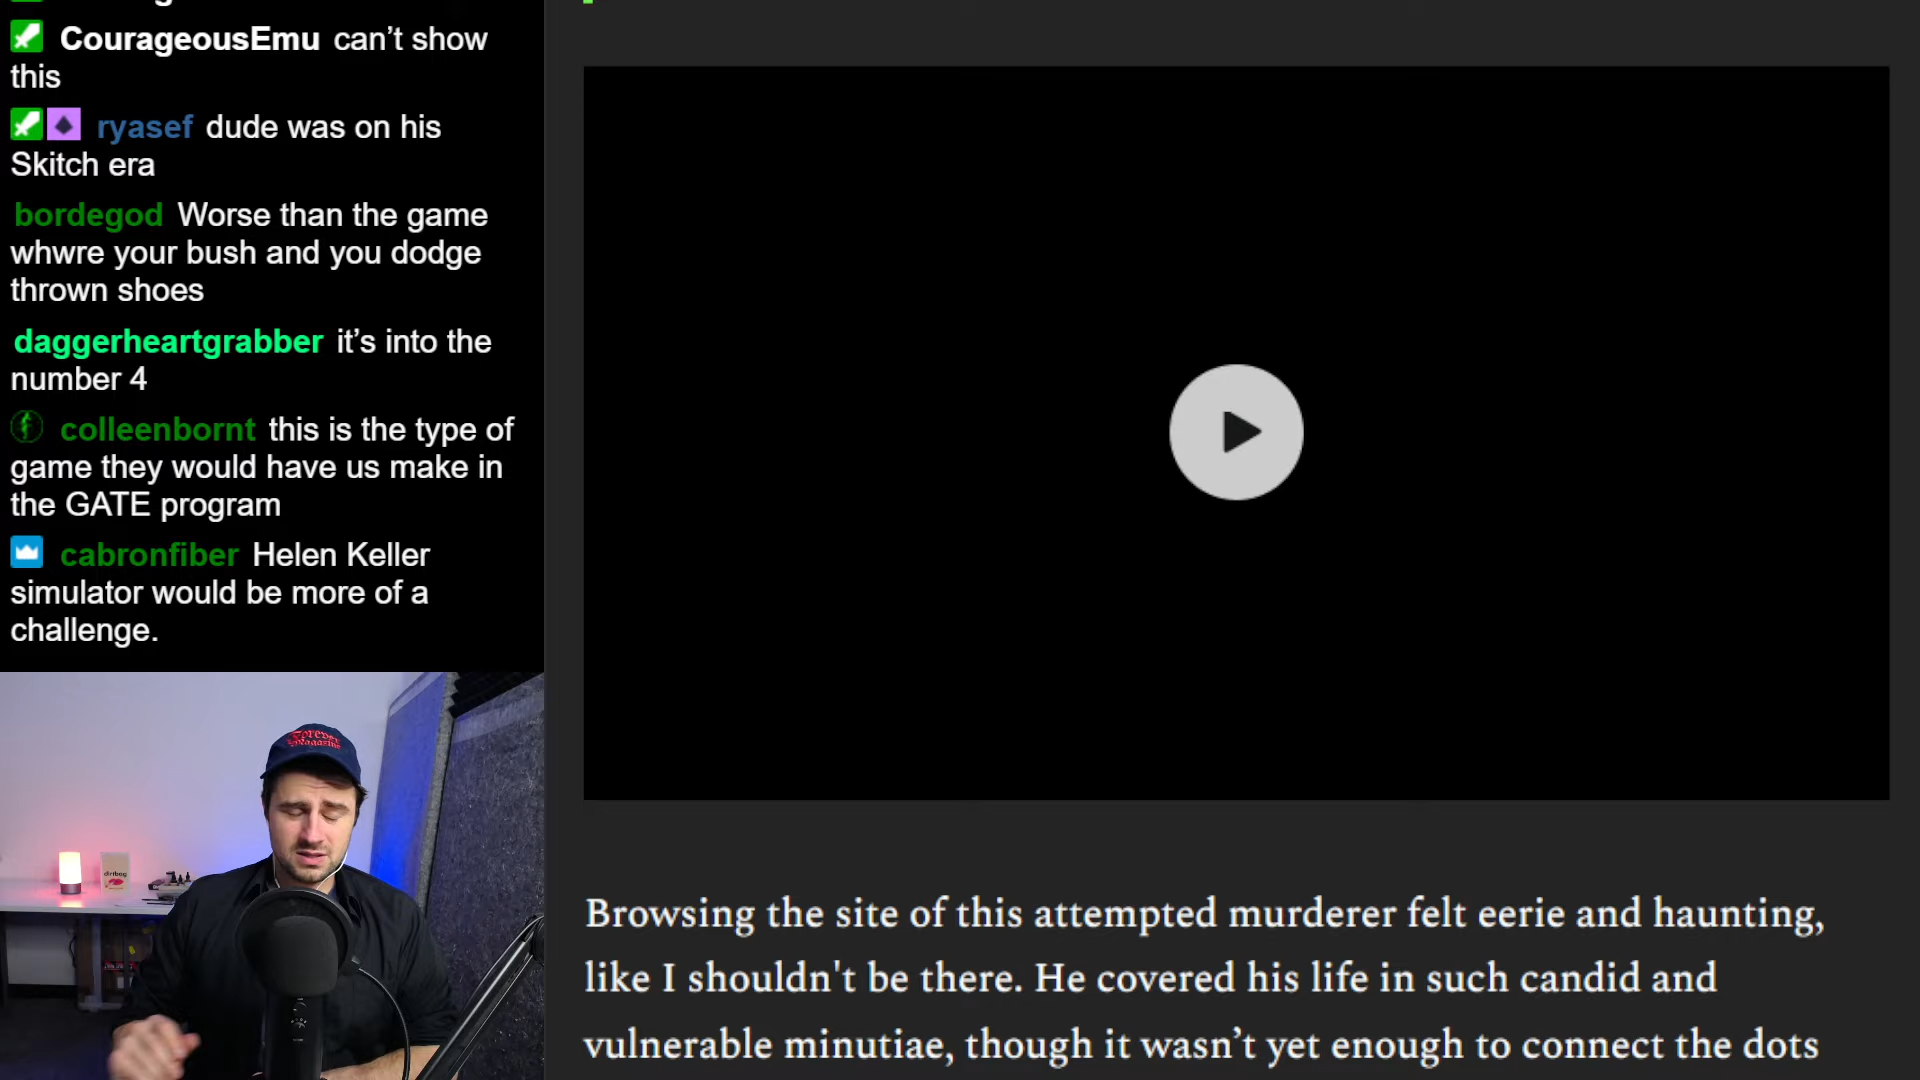 CourageousEmu can’t show
this
ryasef dude was on his
Skitch era
bordegod Worse than the game
whwre your bush and you dodge
thrown shoes
daggerheartgrabber it’s into the
number 4
colleenbornt this is the type of
game they would have us make in
the GATE program
cabronfiber Helen Keller
simulator would be more of a
challenge.
Forever
Magazine
dirtbag
Browsing the site of this attempted murderer felt eerie and haunting,
like I shouldn't be there. He covered his life in such candid and
vulnerable minutiae, though it wasn’t yet enough to connect the dots